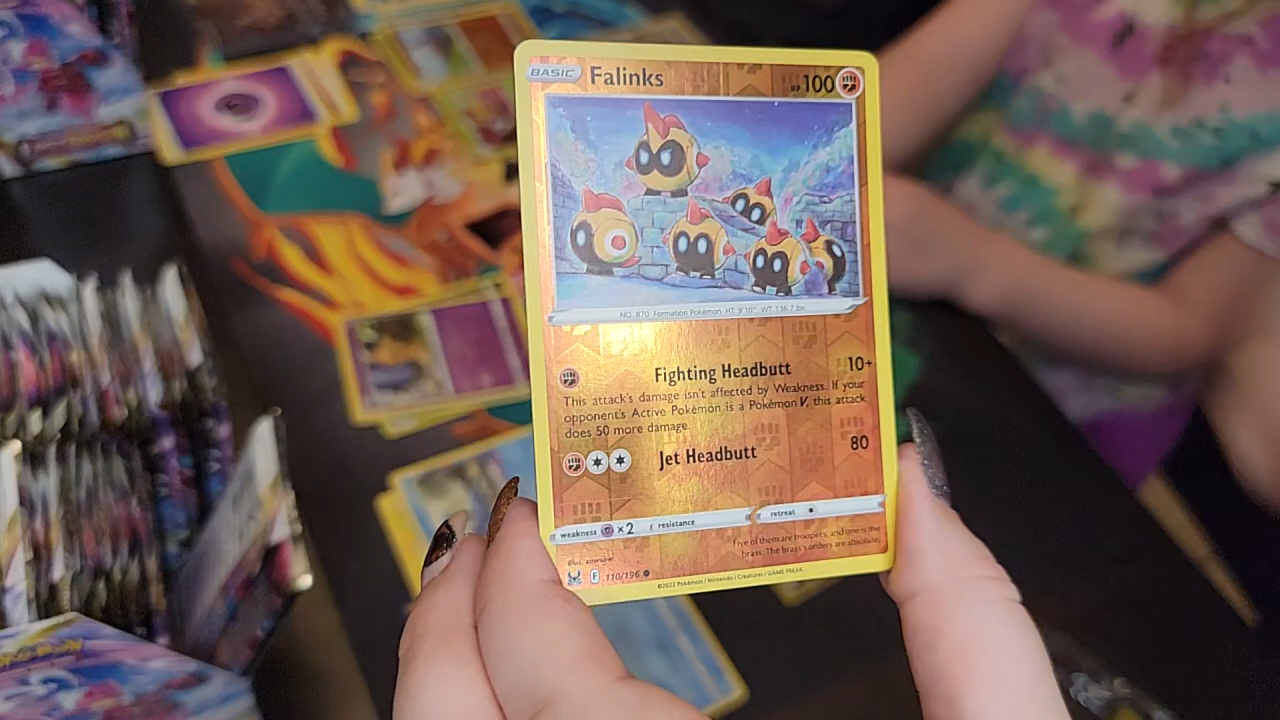 BASIC Falinks HP 100
NO. 870 Formation Pokémon HT: 9'10" WT: 136.7 lbs.
Fighting Headbutt 10+
This attack's damage isn't affected by Weakness. If your
opponent's Active Pokémon is a Pokémon V, this attack
does 50 more damage.
Jet Headbutt 80
weakness ×2 resistance retreat
Five of them are troopers, and one is the
brass. The brass's orders are absolute.
Illus.
F 110/196
©2022 Pokémon / Nintendo / Creatures / GAME FREAK